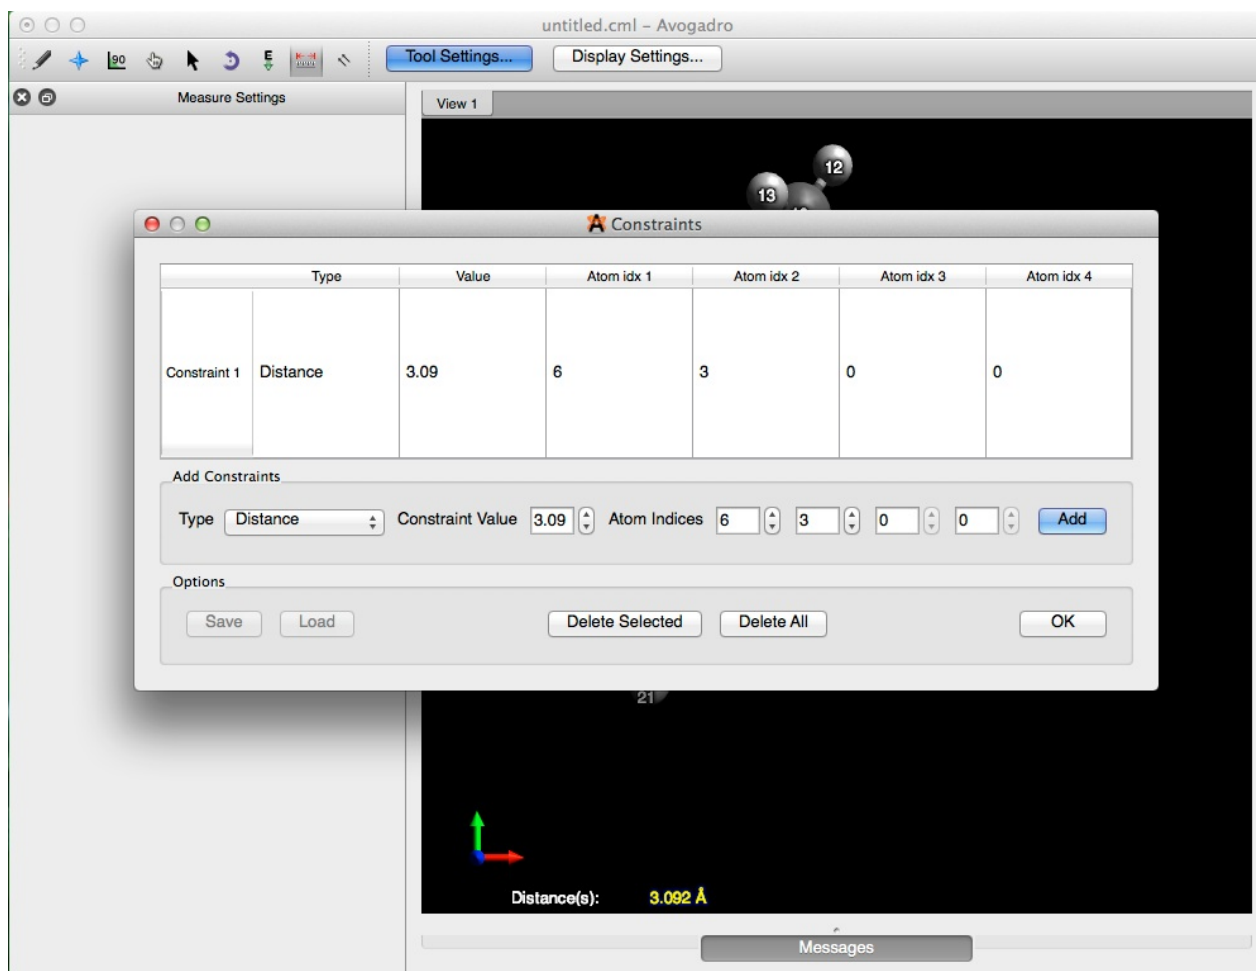 untitled.cml – Avogadro
90
E
Tool Settings...
Display Settings...
Measure Settings
View 1
12
13
Constraints
Type Value Atom idx 1 Atom idx 2 Atom idx 3 Atom idx 4
Constraint 1 Distance 3.09 6 3 0 0
Add Constraints
Type Distance Constraint Value 3.09 Atom Indices 6 3 0 0 Add
Options
Save Load Delete Selected Delete All OK
21
Distance(s): 3.092 Å
Messages